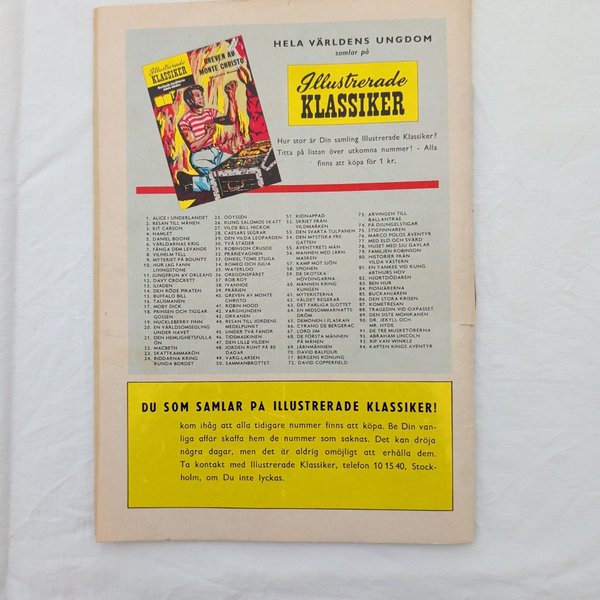 HELA VÄRLDENS UNGDOM
samlar på
Illustrerade
KLASSIKER
Illustrerade
KLASSIKER
GREVEN AV
MONTE CHRISTO
Hur stor är Din samling Illustrerade Klassiker?
Titta på listan över utkomna nummer! - Alla
finns att köpa för 1 kr.
1. ALICE I UNDERLANDET
2. RESAN TILL MÅNEN
3. KIT CARSON
4. HAMLET
5. DANIEL BOONE
6. VÄRLDARNAS KRIG
7. FÅNGA DEM LEVANDE
8. VILHELM TELL
9. MYTERIET PÅ BOUNTY
10. HUR JAG FANN
LIVINGSTONE
11. JUNGFRUN AV ORLEANS
12. DAVY CROCKETT
13. ILIADEN
14. DEN RÖDE PIRATEN
15. BUFFALO BILL
16. TALISMANEN
17. MOBY DICK
18. PRINSEN OCH TIGGAR-
GOSSEN
19. HUCKLEBERRY FINN
20. EN VÄRLDSOMSEGLING
UNDER HAVET
21. DEN HEMLIGHETSFULLA
ÖN
22. MACBETH
23. SKATTKAMMARÖN
24. RIDDARNA KRING
RUNDA BORDET
25. ODYSSÉN
26. KUNG SALOMOS SKATT
27. VILDE BILL HICKOK
28. CAESARS SEGRAR
29. DEN VILDA LEOPARDEN
30. TVÅ STÄDER
31. ROBINSON CRUSOE
32. PRÄRIEVAGNEN
33. ONKEL TOMS STUGA
34. ROMEO OCH JULIA
35. WATERLOO
36. OREGONSPÅRET
37. COWBOY
38. IVANHOE
39. PRÄRIEN
40. GREVEN AV MONTE
CHRISTO
41. ROBIN HOOD
42. VARGHUNDEN
43. ORKANEN
44. RESAN TILL JORDENS
MEDELPUNKT
45. UNDER TVÅ FANOR
46. TIDSMASKINEN
47. DEN LILLE VILDEN
48. JORDEN RUNT PÅ 80
DAGAR
49. VARG-LARSEN
50. SAMMANBROTTET
51. KIDNAPPAD
52. SKRIET FRÅN
VILDMARKEN
53. DEN SVARTA TULPANEN
54. DEN MYSTISKA FRE-
GATTEN
55. ÄVENTYRETS MÄN
56. MANNEN MED JÄRN-
MASKEN
57. KAMP MOT SJÖN
58. SPIONEN
59. DE SKOTSKA
HÖVDINGARNA
60. MÄNNEN KRING
KUNGEN
61. MYTERISTERNA
62. VÅLDET REGERAR
63. DET FARLIGA SLOTTET
64. EN MIDSOMMARNATTS
DRÖM
65. DEMONEN I FLASKAN
66. CYRANO DE BERGERAC
67. LORD JIM
68. DE FÖRSTA MÄNNEN
PÅ MÅNEN
69. JÄRNMÄNNEN
70. DAVID BALFOUR
71. BERGENS KONUNG
72. DAVID COPPERFIELD
73. ARVINGEN TILL
BALLANTRAE
74. PÅ DJUNGELSTIGAR
75. STIGFINNAREN
76. MARCO POLOS ÄVENTYR
77. MED ELD OCH SVÄRD
78. HUSET MED SJU GAVLAR
79. FAMILJEN ROBINSON
80. HISTORIER FRÅN
VILDA VÄSTERN
81. EN YANKEE VID KUNG
ARTHURS HOV
82. HJORTDÖDAREN
83. BEN HUR
84. PIONJÄRERNA
85. BUCKANJÄREN
86. DEN STORA KRISEN
87. KOMETRESAN
88. TRAGEDIN VID OXPASSET
89. DEN SISTE MOHIKANEN
90. DR. JEKYLL OCH
MR. HYDE
91. DE TRE MUSKETÖRERNA
92. ABRAHAM LINCOLN
93. RIP VAN WINKLE
94. KAPTEN KINGS ÄVENTYR
DU SOM SAMLAR PÅ ILLUSTRERADE KLASSIKER!
kom ihåg att alla tidigare nummer finns att köpa. Be Din van-
liga affär skaffa hem de nummer som saknas. Det kan dröja
några dagar, men det är aldrig omöjligt att erhålla dem.
Ta kontakt med Illustrerade Klassiker, telefon 10 15 40, Stock-
holm, om Du inte lyckas.